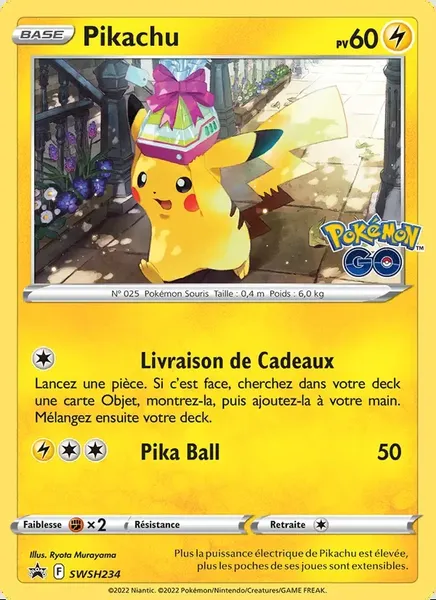 BASE Pikachu PV60
Pokémon
GO
N° 025 Pokémon Souris Taille : 0,4 m Poids : 6,0 kg
Livraison de Cadeaux
Lancez une pièce. Si c'est face, cherchez dans votre deck
une carte Objet, montrez-la, puis ajoutez-la à votre main.
Mélangez ensuite votre deck.
Pika Ball 50
Faiblesse ×2 Résistance Retraite
Illus. Ryota Murayama
Plus la puissance électrique de Pikachu est élevée,
plus les poches de ses joues sont extensibles.
F SWSH234
©2022 Niantic. ©2022 Pokémon/Nintendo/Creatures/GAME FREAK.